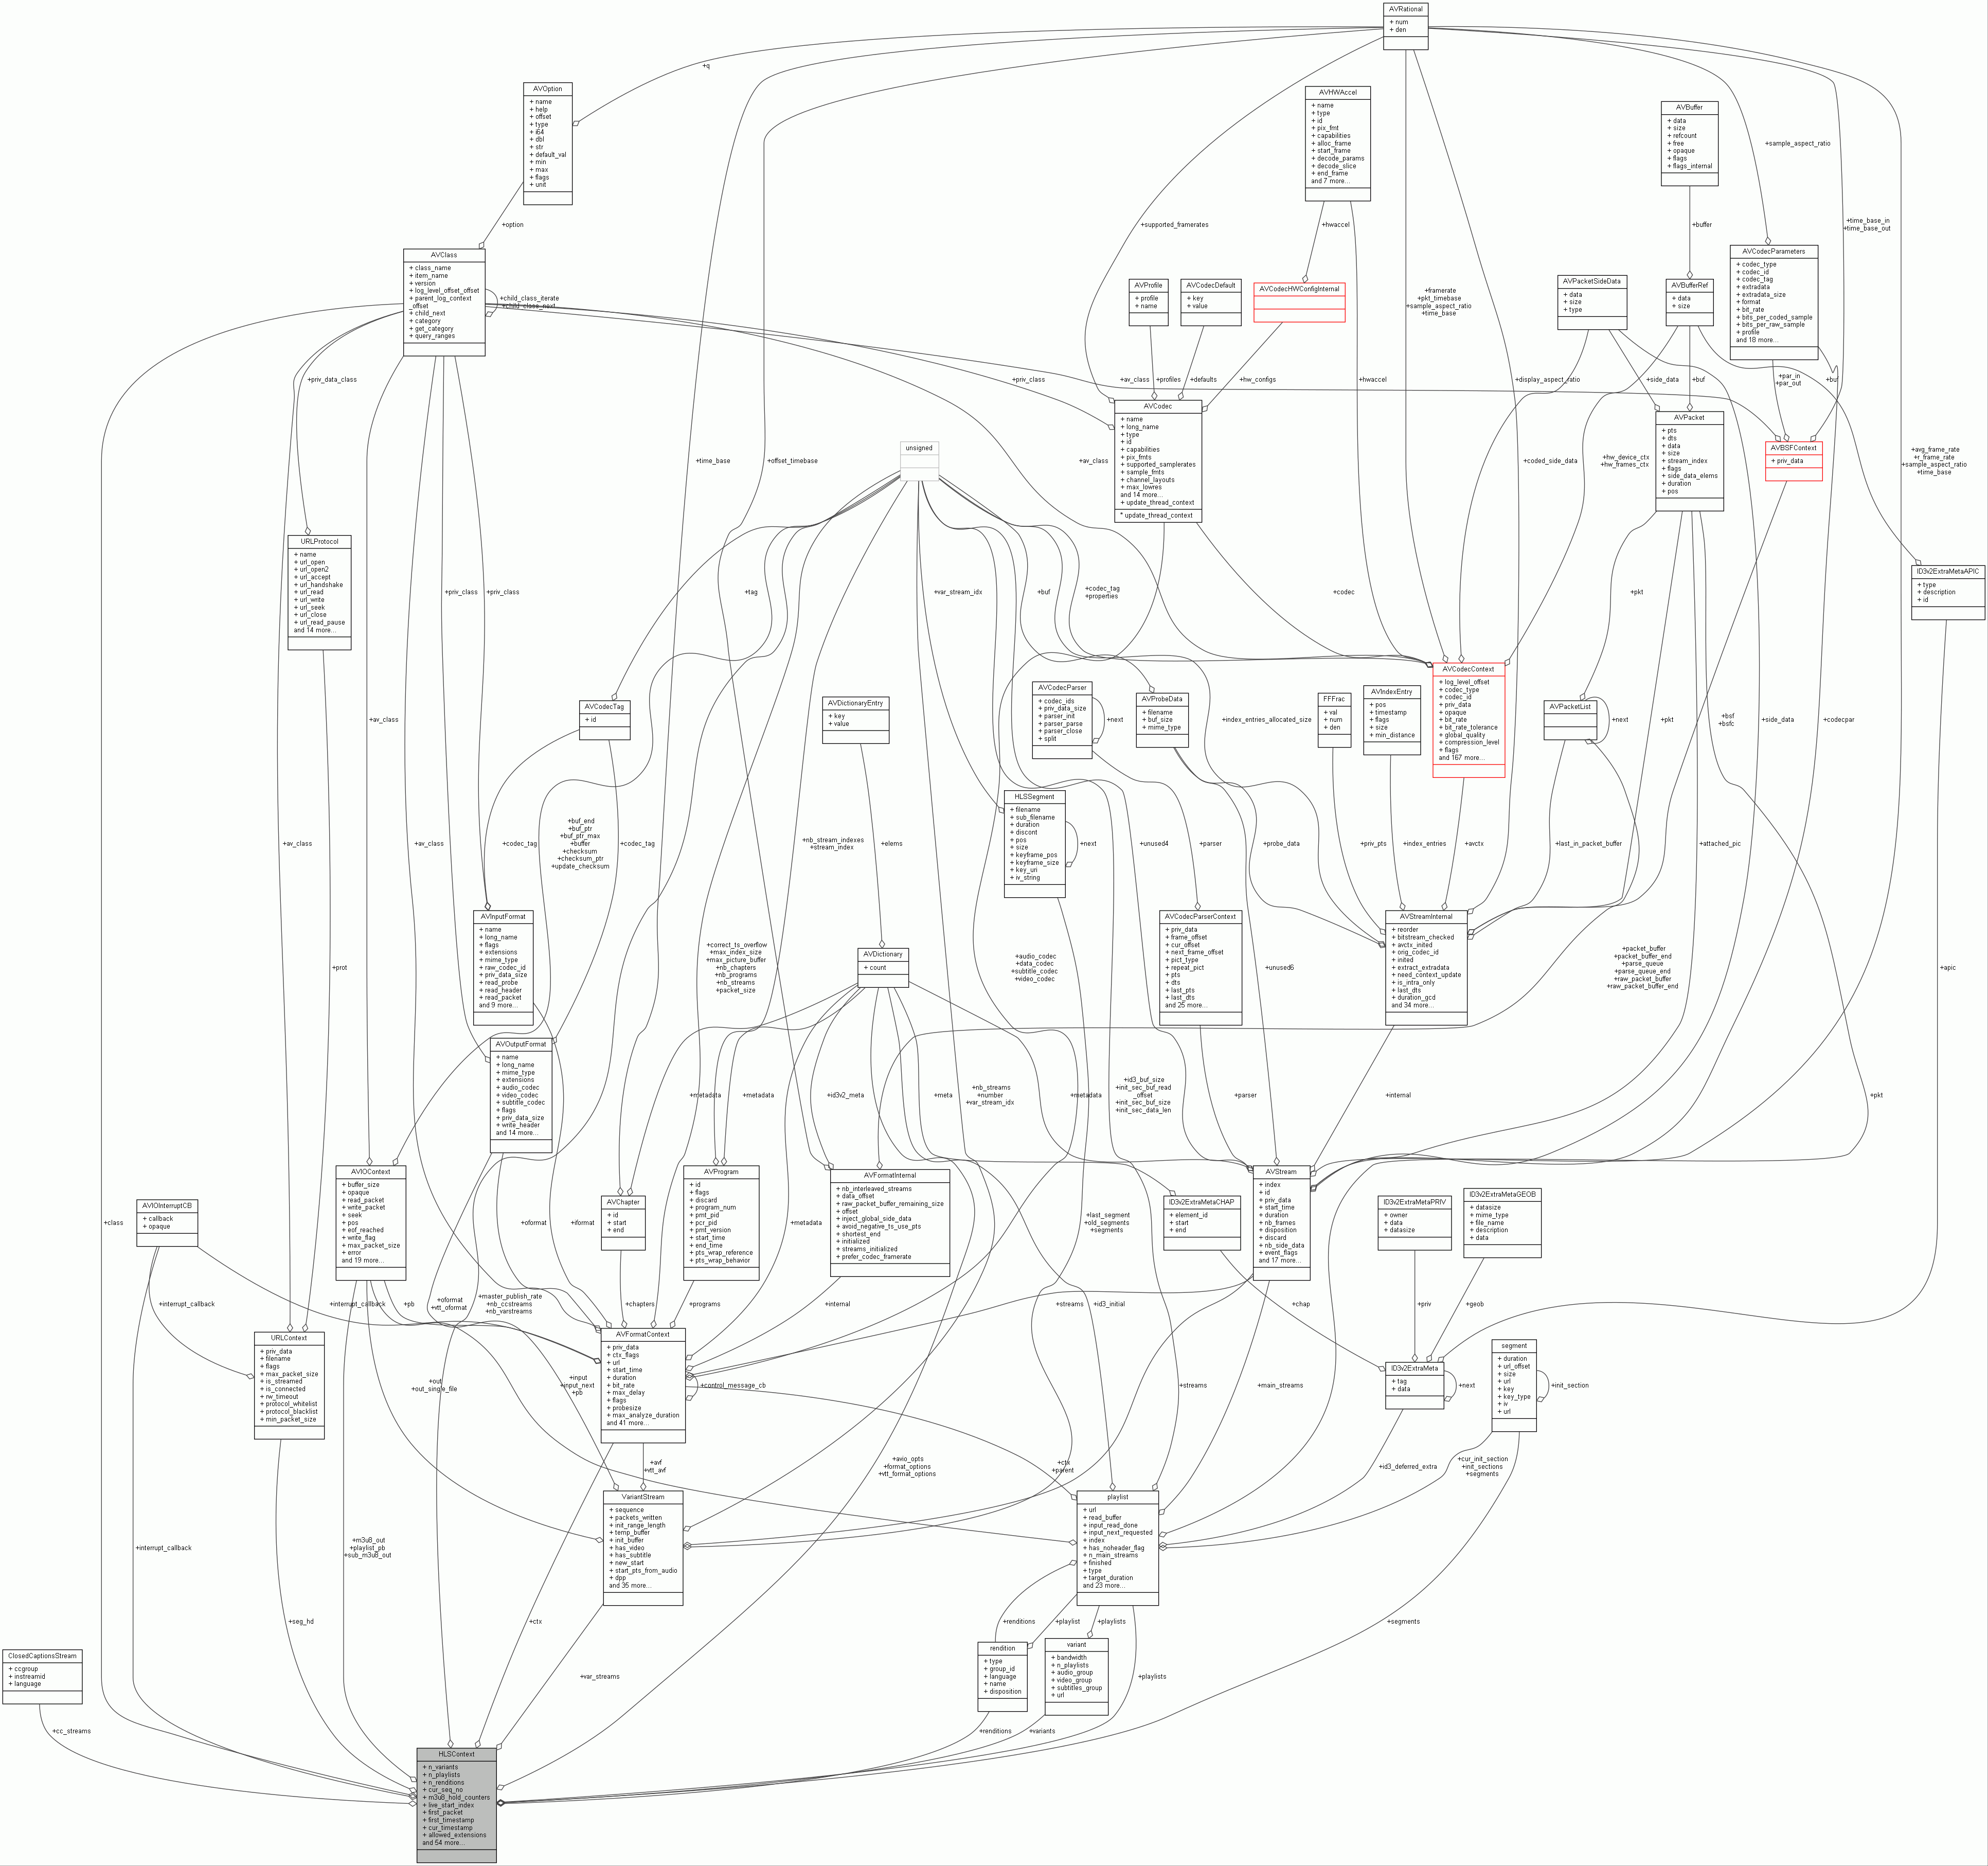 AVRational
+ num
+ den
+q
AVOption
+ name
+ help
+ offset
+ type
+ i64
+ dbl
+ str
+ default_val
+ min
+ max
+ flags
+ unit
AVHWAccel
+ name
+ type
+ id
+ pix_fmt
+ capabilities
+ alloc_frame
+ start_frame
+ decode_params
+ decode_slice
+ end_frame
and 7 more...
AVBuffer
+ data
+ size
+ refcount
+ free
+ opaque
+ flags
+ flags_internal
+sample_aspect_ratio
+option
+supported_framerates
+hwaccel
+buffer
+time_base_in
+time_base_out
AVClass
+ class_name
+ item_name
+ version
+ log_level_offset_offset
+ parent_log_context
_offset
+ child_next
+ category
+ get_category
+ query_ranges
+child_class_iterate
+child_class_next
AVProfile
+ profile
+ name
AVCodecDefault
+ key
+ value
AVCodecHWConfigInternal
+framerate
+pkt_timebase
+sample_aspect_ratio
+time_base
AVPacketSideData
+ data
+ size
+ type
AVBufferRef
+ data
+ size
AVCodecParameters
+ codec_type
+ codec_id
+ codec_tag
+ extradata
+ extradata_size
+ format
+ bit_rate
+ bits_per_coded_sample
+ bits_per_raw_sample
+ profile
and 18 more...
+priv_data_class
+priv_class
+av_class
+profiles
+defaults
+hw_configs
+hwaccel
+display_aspect_ratio
+side_data
+buf
+par_in
+par_out
+buf
AVCodec
+ name
+ long_name
+ type
+ id
+ capabilities
+ pix_fmts
+ supported_samplerates
+ sample_fmts
+ channel_layouts
+ max_lowres
and 14 more...
+ update_thread_context
* update_thread_context
AVPacket
+ pts
+ dts
+ data
+ size
+ stream_index
+ flags
+ side_data_elems
+ duration
+ pos
AVBSFContext
+ priv_data
unsigned
+time_base
+offset_timebase
+av_class
+coded_side_data
+hw_device_ctx
+hw_frames_ctx
+avg_frame_rate
+r_frame_rate
+sample_aspect_ratio
+time_base
URLProtocol
+ name
+ url_open
+ url_open2
+ url_accept
+ url_handshake
+ url_read
+ url_write
+ url_seek
+ url_close
+ url_read_pause
and 14 more...
+priv_class
+priv_class
+tag
+var_stream_idx
+buf
+codec_tag
+properties
+codec
+pkt
ID3v2ExtraMetaAPIC
+ type
+ description
+ id
AVCodecTag
+ id
AVDictionaryEntry
+ key
+ value
AVCodecParser
+ codec_ids
+ priv_data_size
+ parser_init
+ parser_parse
+ parser_close
+ split
+next
AVProbeData
+ filename
+ buf_size
+ mime_type
+index_entries_allocated_size
FFFrac
+ val
+ num
+ den
AVIndexEntry
+ pos
+ timestamp
+ flags
+ size
+ min_distance
AVCodecContext
+ log_level_offset
+ codec_type
+ codec_id
+ priv_data
+ opaque
+ bit_rate
+ bit_rate_tolerance
+ global_quality
+ compression_level
+ flags
and 167 more...
AVPacketList
+next
+pkt
+bsf
+bsfc
+side_data
+codecpar
+av_class
HLSSegment
+ filename
+ sub_filename
+ duration
+ discont
+ pos
+ size
+ keyframe_pos
+ keyframe_size
+ key_uri
+ iv_string
+next
+av_class
+av_class
+codec_tag
+buf_end
+buf_ptr
+buf_ptr_max
+buffer
+checksum
+checksum_ptr
+update_checksum
+codec_tag
+nb_stream_indexes
+stream_index
+elems
+unused4
+parser
+probe_data
+priv_pts
+index_entries
+avctx
+last_in_packet_buffer
+attached_pic
AVInputFormat
+ name
+ long_name
+ flags
+ extensions
+ mime_type
+ raw_codec_id
+ priv_data_size
+ read_probe
+ read_header
+ read_packet
and 9 more...
AVCodecParserContext
+ priv_data
+ frame_offset
+ cur_offset
+ next_frame_offset
+ pict_type
+ repeat_pict
+ pts
+ dts
+ last_pts
+ last_dts
and 25 more...
AVStreamInternal
+ reorder
+ bitstream_checked
+ avctx_inited
+ orig_codec_id
+ inited
+ extract_extradata
+ need_context_update
+ is_intra_only
+ last_dts
+ duration_gcd
and 34 more...
+prot
+correct_ts_overflow
+max_index_size
+max_picture_buffer
+nb_chapters
+nb_programs
+nb_streams
+packet_size
AVDictionary
+ count
+audio_codec
+data_codec
+subtitle_codec
+video_codec
+unused6
+packet_buffer
+packet_buffer_end
+parse_queue
+parse_queue_end
+raw_packet_buffer
+raw_packet_buffer_end
+apic
AVOutputFormat
+ name
+ long_name
+ mime_type
+ extensions
+ audio_codec
+ video_codec
+ subtitle_codec
+ flags
+ priv_data_size
+ write_header
and 14 more...
+metadata
+metadata
+id3v2_meta
+meta
+nb_streams
+number
+var_stream_idx
+metadata
+id3_buf_size
+init_sec_buf_read
_offset
+init_sec_buf_size
+init_sec_data_len
+parser
+internal
+pkt
AVIOInterruptCB
+ callback
+ opaque
AVIOContext
+ buffer_size
+ opaque
+ read_packet
+ write_packet
+ seek
+ pos
+ eof_reached
+ write_flag
+ max_packet_size
+ error
and 19 more...
+class
+oformat
+iformat
AVChapter
+ id
+ start
+ end
AVProgram
+ id
+ flags
+ discard
+ program_num
+ pmt_pid
+ pcr_pid
+ pmt_version
+ start_time
+ end_time
+ pts_wrap_reference
+ pts_wrap_behavior
+metadata
AVFormatInternal
+ nb_interleaved_streams
+ data_offset
+ raw_packet_buffer_remaining_size
+ offset
+ inject_global_side_data
+ avoid_negative_ts_use_pts
+ shortest_end
+ initialized
+ streams_initialized
+ prefer_codec_framerate
+last_segment
+old_segments
+segments
ID3v2ExtraMetaCHAP
+ element_id
+ start
+ end
AVStream
+ index
+ id
+ priv_data
+ start_time
+ duration
+ nb_frames
+ disposition
+ discard
+ nb_side_data
+ event_flags
and 17 more...
ID3v2ExtraMetaPRIV
+ owner
+ data
+ datasize
ID3v2ExtraMetaGEOB
+ datasize
+ mime_type
+ file_name
+ description
+ data
+interrupt_callback
+pb
+oformat
+vtt_oformat
+master_publish_rate
+nb_ccstreams
+nb_varstreams
+chapters
+programs
+internal
+streams
+id3_initial
+chap
+priv
+geob
URLContext
+ priv_data
+ filename
+ flags
+ max_packet_size
+ is_streamed
+ is_connected
+ rw_timeout
+ protocol_whitelist
+ protocol_blacklist
+ min_packet_size
+out
+out_single_file
+input
+input_next
+pb
AVFormatContext
+ priv_data
+ ctx_flags
+ url
+ start_time
+ duration
+ bit_rate
+ max_delay
+ flags
+ probesize
+ max_analyze_duration
and 41 more...
+control_message_cb
+streams
+main_streams
ID3v2ExtraMeta
+ tag
+ data
+next
segment
+ duration
+ url_offset
+ size
+ url
+ key
+ key_type
+ iv
+ url
+init_section
+avf
+vtt_avf
+avio_opts
+format_options
+vtt_format_options
+ctx
+parent
+id3_deferred_extra
+cur_init_section
+init_sections
+segments
VariantStream
+ sequence
+ packets_written
+ init_range_length
+ temp_buffer
+ init_buffer
+ has_video
+ has_subtitle
+ new_start
+ start_pts_from_audio
+ dpp
and 35 more...
playlist
+ url
+ read_buffer
+ input_read_done
+ input_next_requested
+ index
+ has_noheader_flag
+ n_main_streams
+ finished
+ type
+ target_duration
and 23 more...
+interrupt_callback
+m3u8_out
+playlist_pb
+sub_m3u8_out
+seg_hd
+ctx
+renditions
+playlist
+playlists
+segments
ClosedCaptionsStream
+ ccgroup
+ instreamid
+ language
+var_streams
rendition
+ type
+ group_id
+ language
+ name
+ disposition
variant
+ bandwidth
+ n_playlists
+ audio_group
+ video_group
+ subtitles_group
+ url
+playlists
+cc_streams
+renditions
+variants
HLSContext
+ n_variants
+ n_playlists
+ n_renditions
+ cur_seq_no
+ m3u8_hold_counters
+ live_start_index
+ first_packet
+ first_timestamp
+ cur_timestamp
+ allowed_extensions
and 54 more...